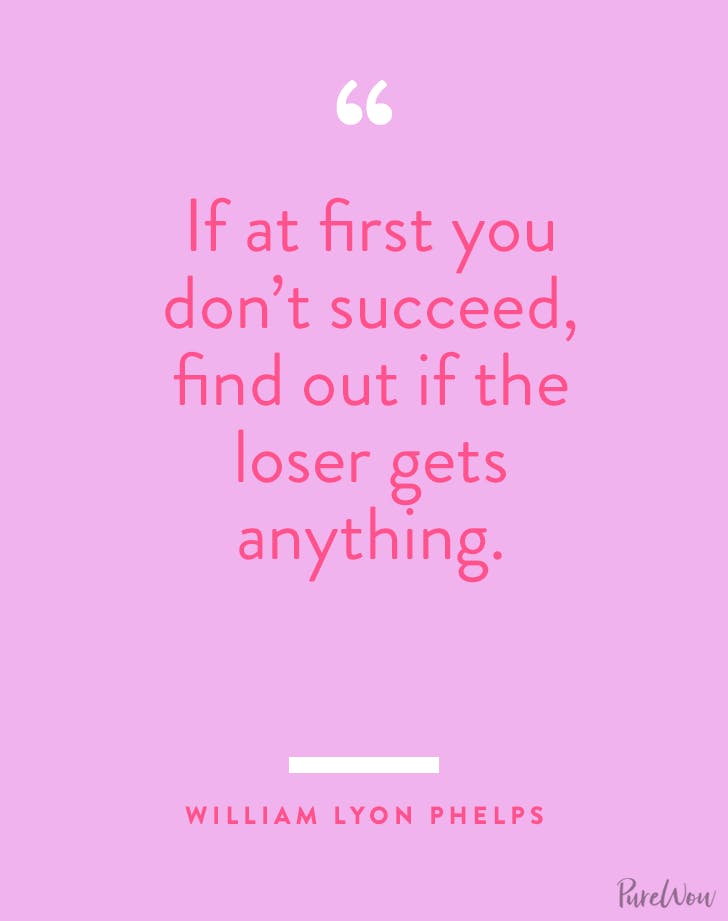 “
If at first you
don’t succeed,
find out if the
loser gets
anything.
WILLIAM LYON PHELPS
PureWow